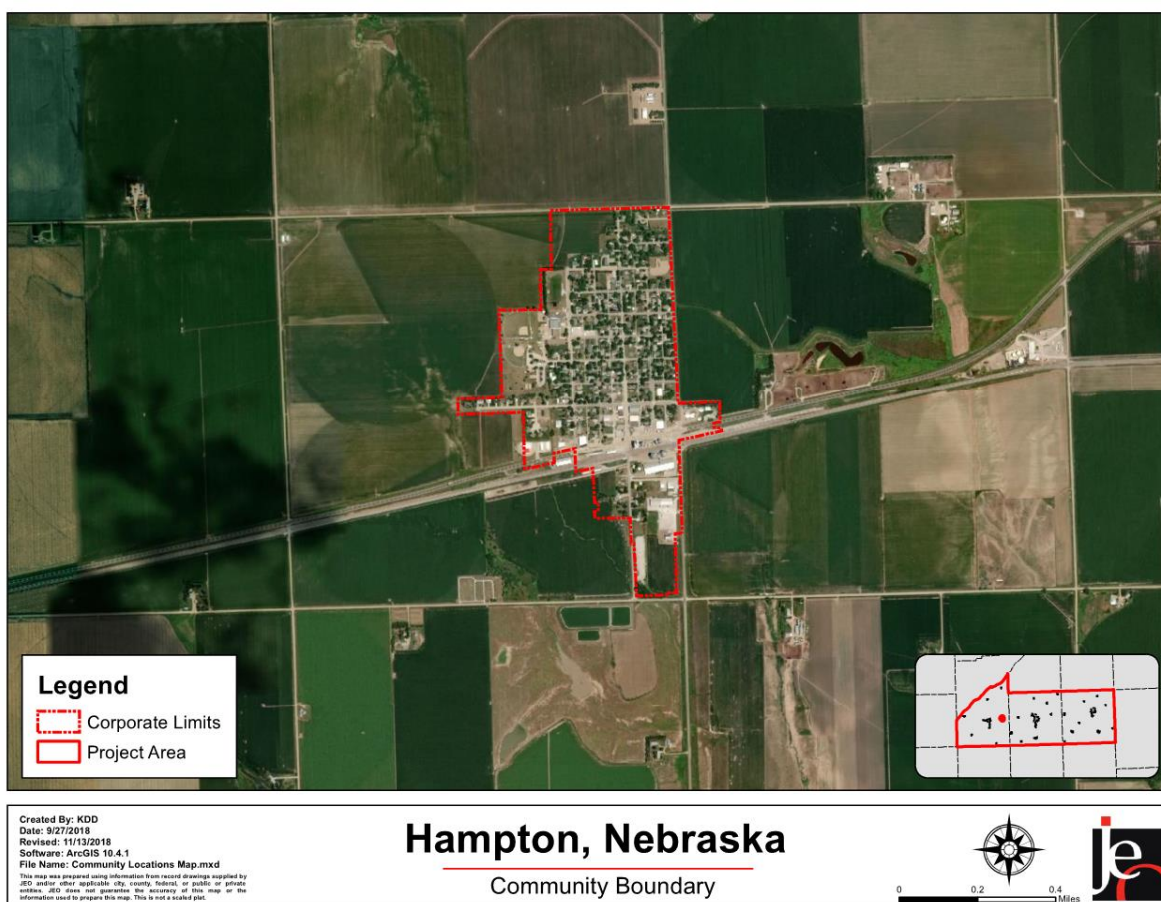 Legend
Corporate Limits
Project Area
Created By: KDD
Date: 9/27/2018
Revised: 11/13/2018
Software: ArcGIS 10.4.1
File Name: Community Locations Map.mxd
This map was prepared using information from record drawings supplied by
JEO and/or other applicable city, county, federal, or public or private
entities. JEO does not guarantee the accuracy of this map or the
information used to prepare this map. This is not a scaled plat.
Hampton, Nebraska
Community Boundary
0 0.2 0.4
Miles
jeo